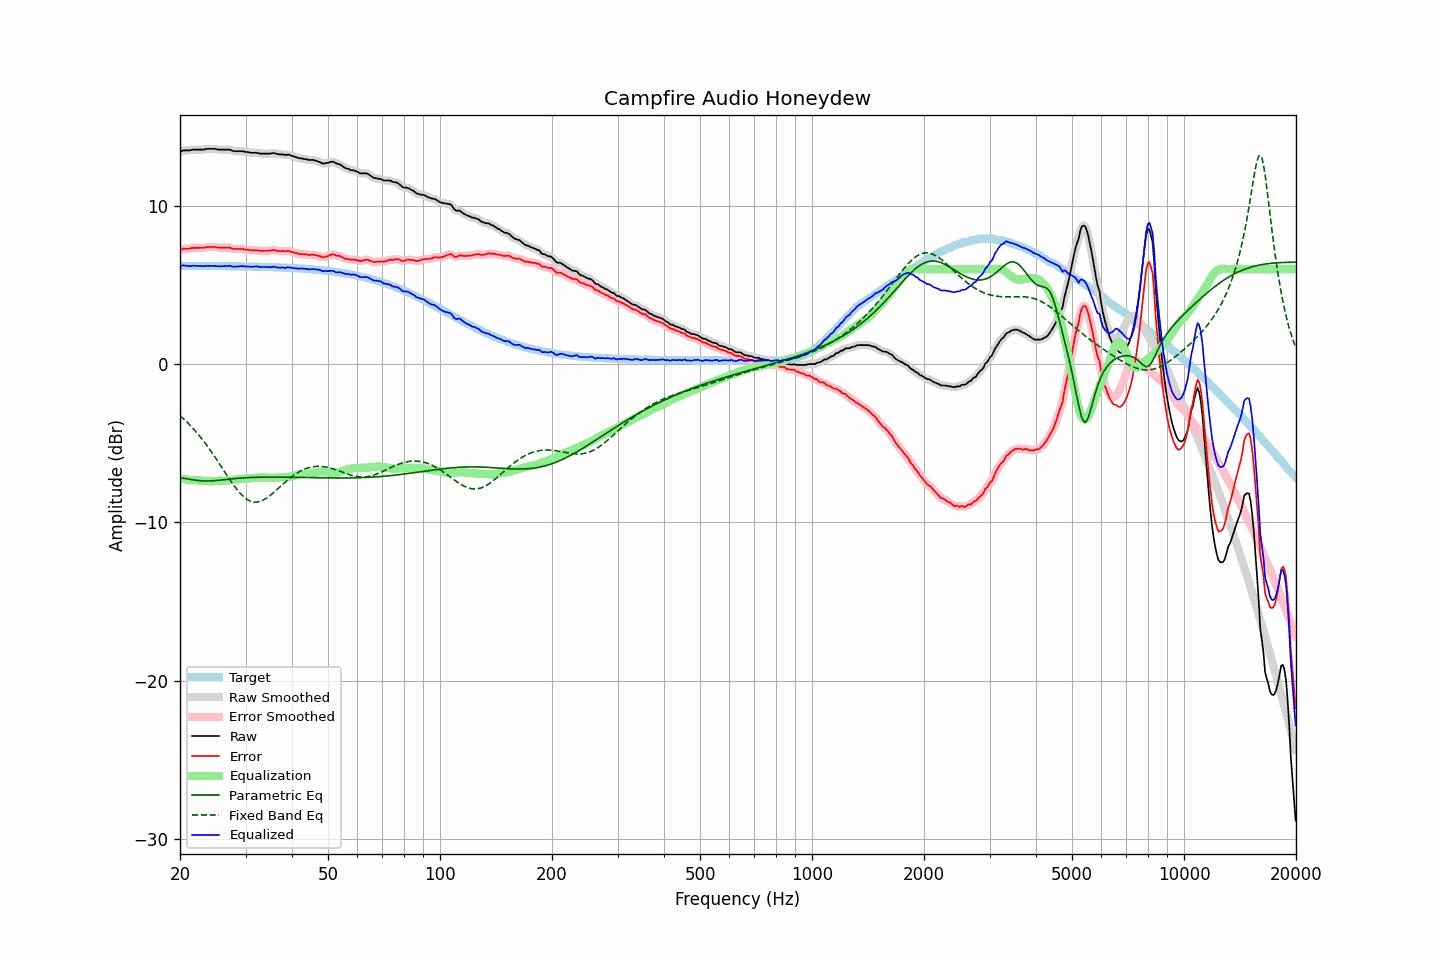 Campfire Audio Honeydew
Amplitude (dBr)
10
0
−10
−20
−30
Target
Raw Smoothed
Error Smoothed
Raw
Error
Equalization
Parametric Eq
Fixed Band Eq
Equalized
20 50 100 200 500 1000 2000 5000 10000 20000
Frequency (Hz)